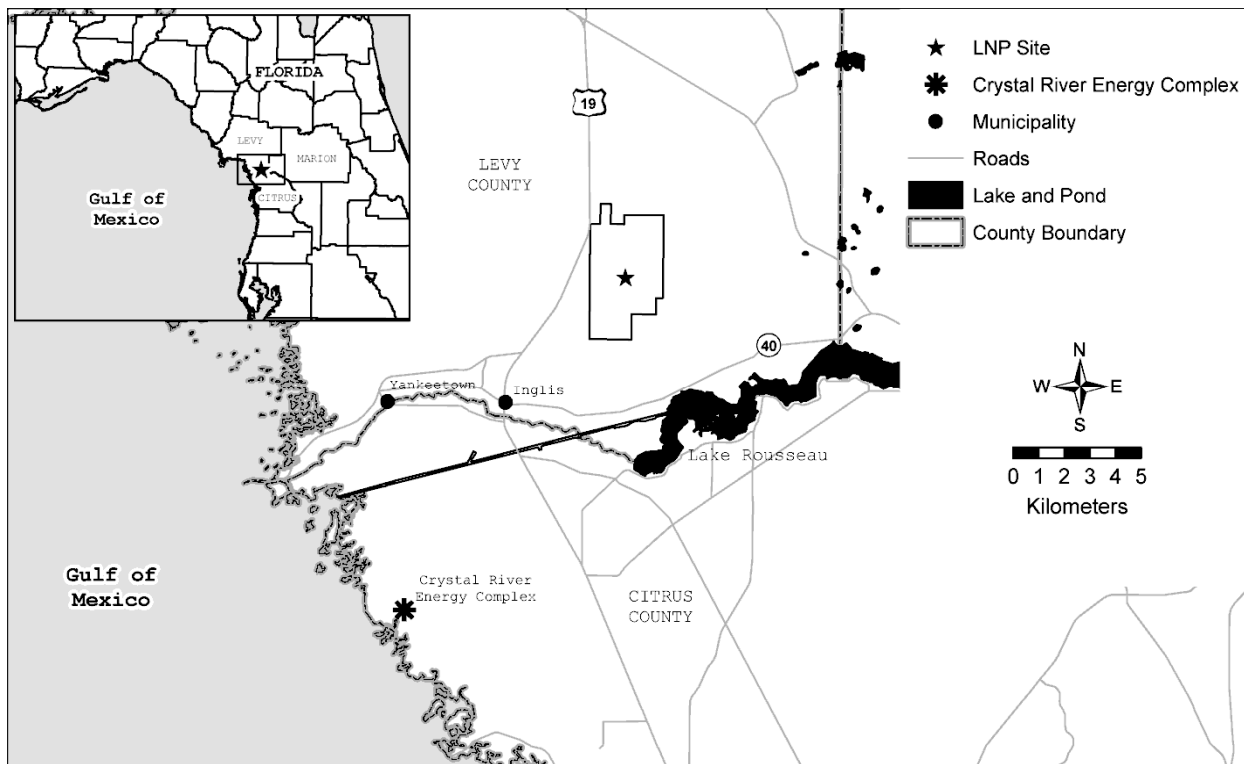 FLORIDA
LEVY
MARION
CITRUS
Gulf of
Mexico
19
LEVY
COUNTY
LNP Site
Crystal River Energy Complex
Municipality
Roads
Lake and Pond
County Boundary
40
Yankeetown
Inglis
Lake Rousseau
N
W E
S
0 1 2 3 4 5
Kilometers
Gulf of
Mexico
Crystal River
Energy Complex
CITRUS
COUNTY